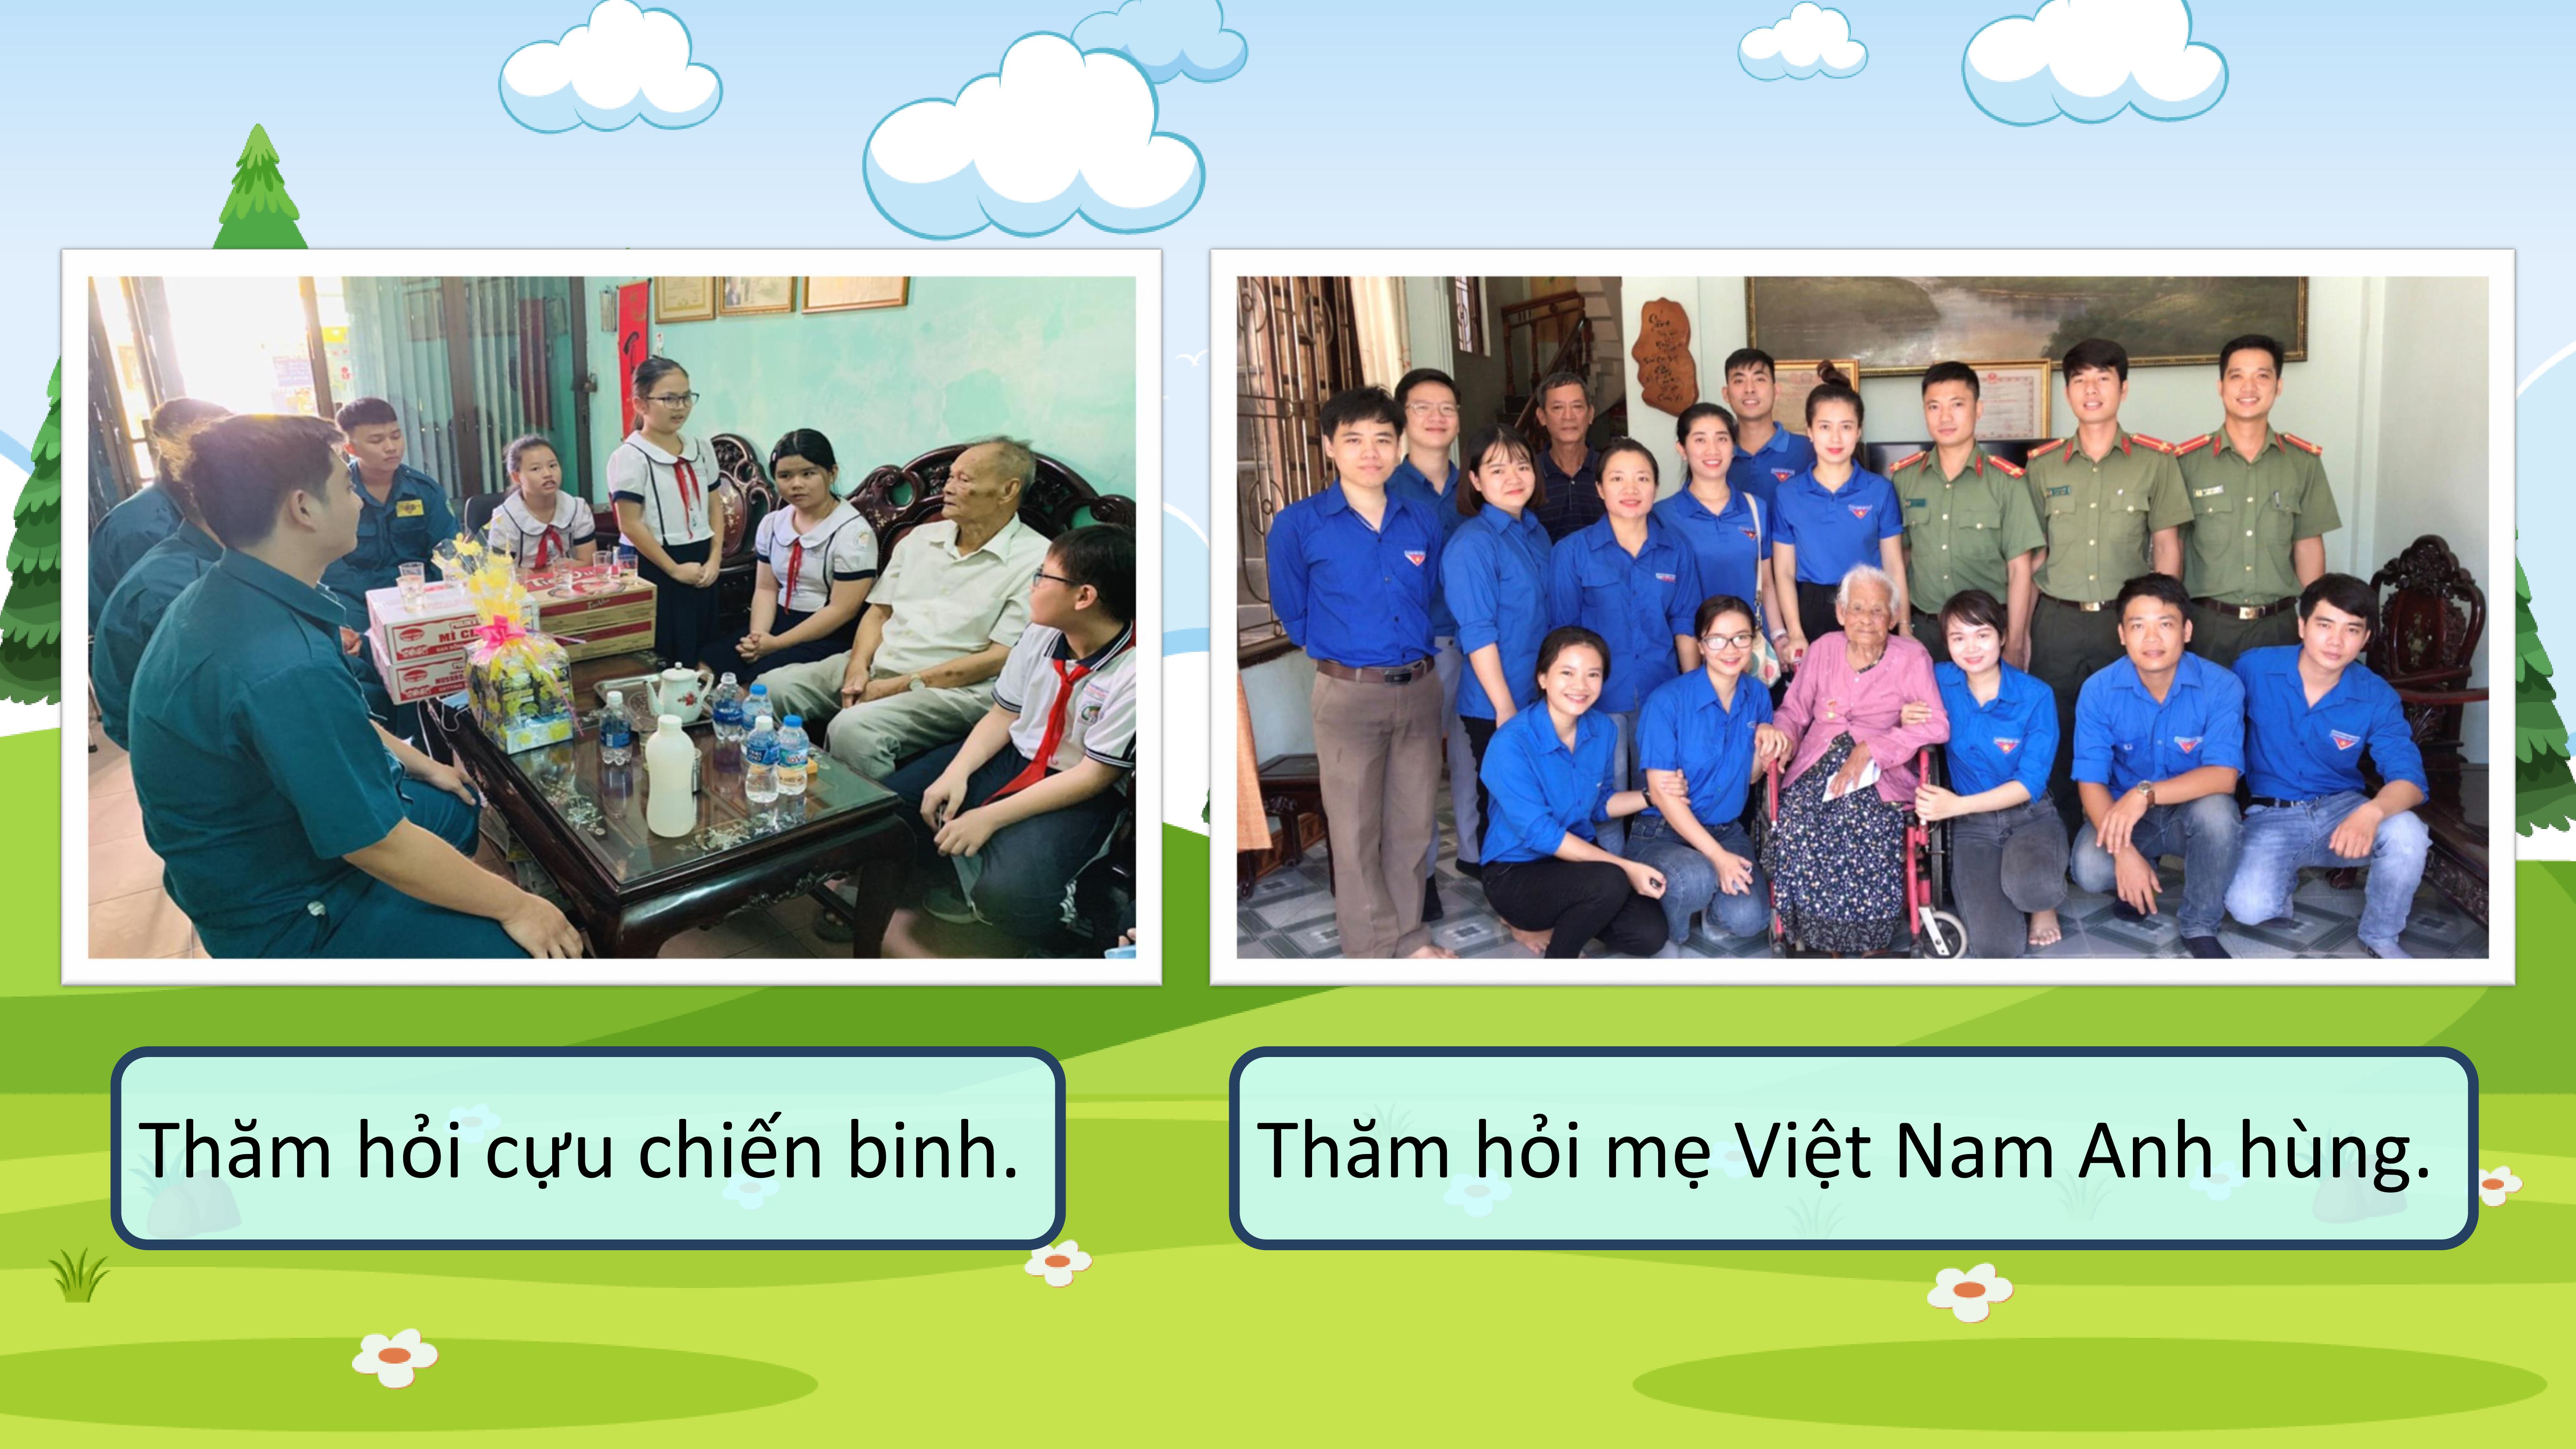 Thăm hỏi cựu chiến binh.
Thăm hỏi mẹ Việt Nam Anh hùng.